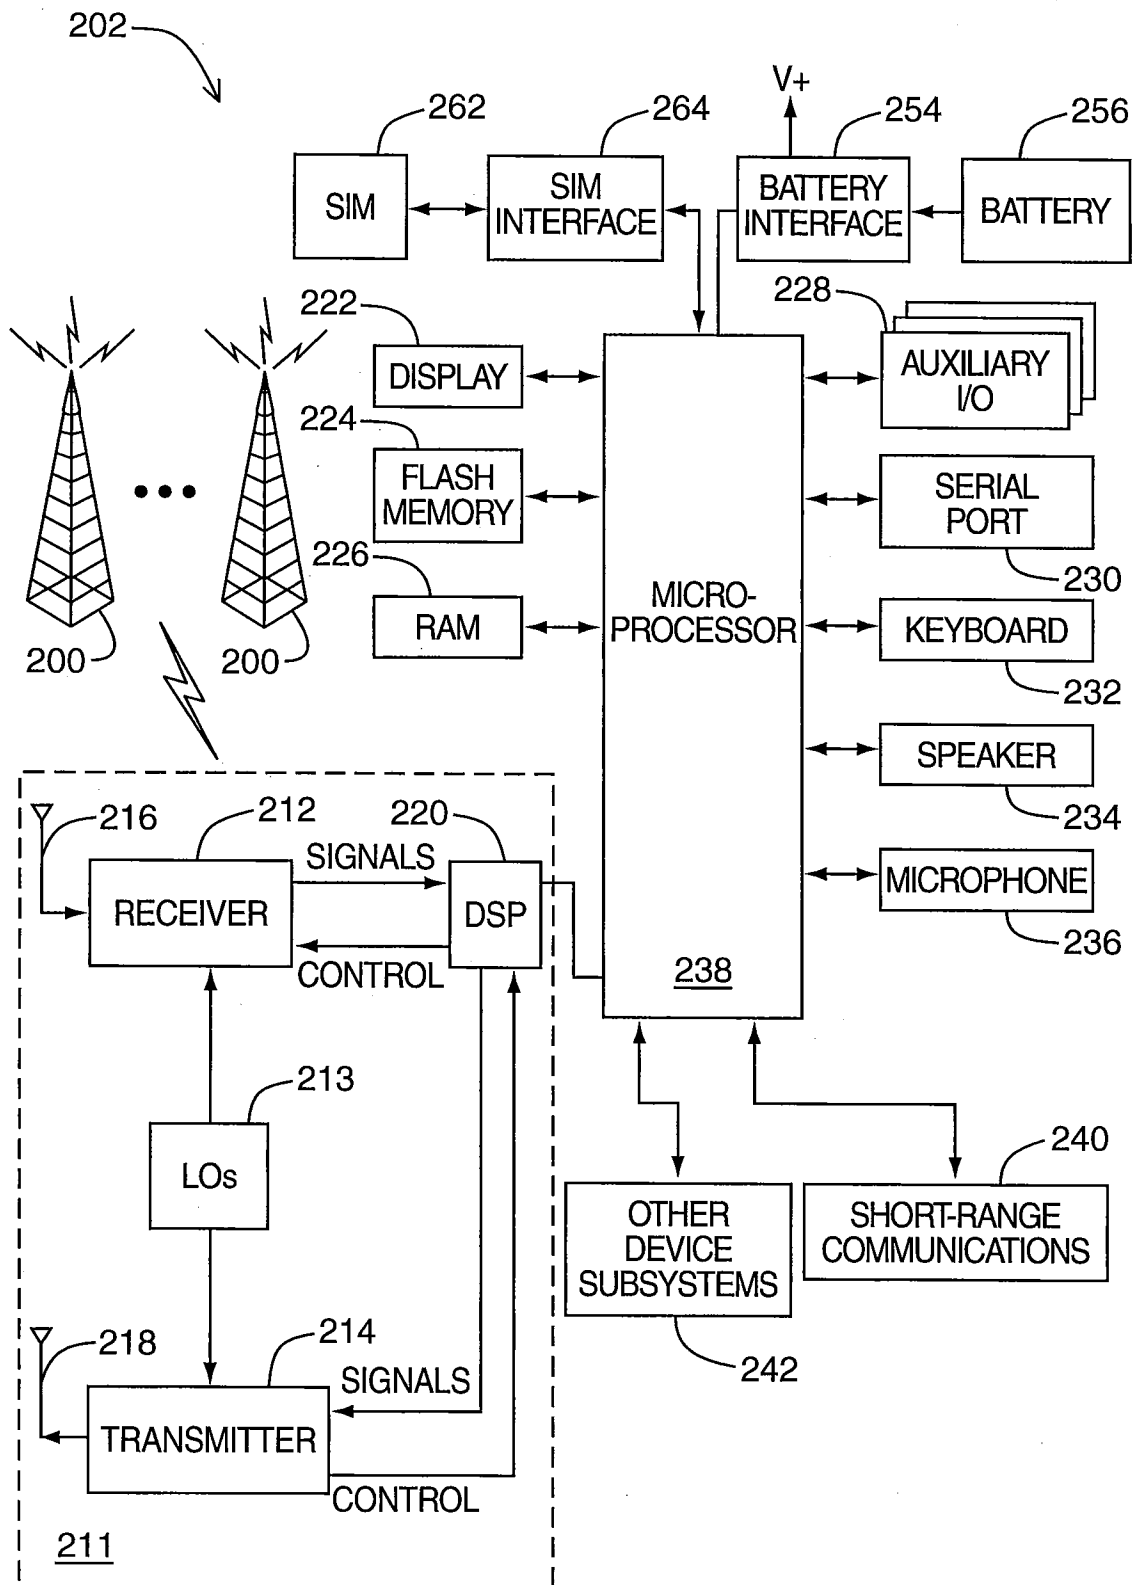 202
V+
262
264
254
256
SIM
SIM
INTERFACE
BATTERY
INTERFACE
BATTERY
222
228
DISPLAY
AUXILIARY
I/O
224
FLASH
MEMORY
SERIAL
PORT
226
230
RAM
MICRO-
PROCESSOR
KEYBOARD
200
200
232
SPEAKER
234
216
212
220
SIGNALS
RECEIVER
DSP
MICROPHONE
236
CONTROL
238
213
LOs
240
OTHER
DEVICE
SUBSYSTEMS
SHORT-RANGE
COMMUNICATIONS
242
218
214
SIGNALS
TRANSMITTER
CONTROL
211